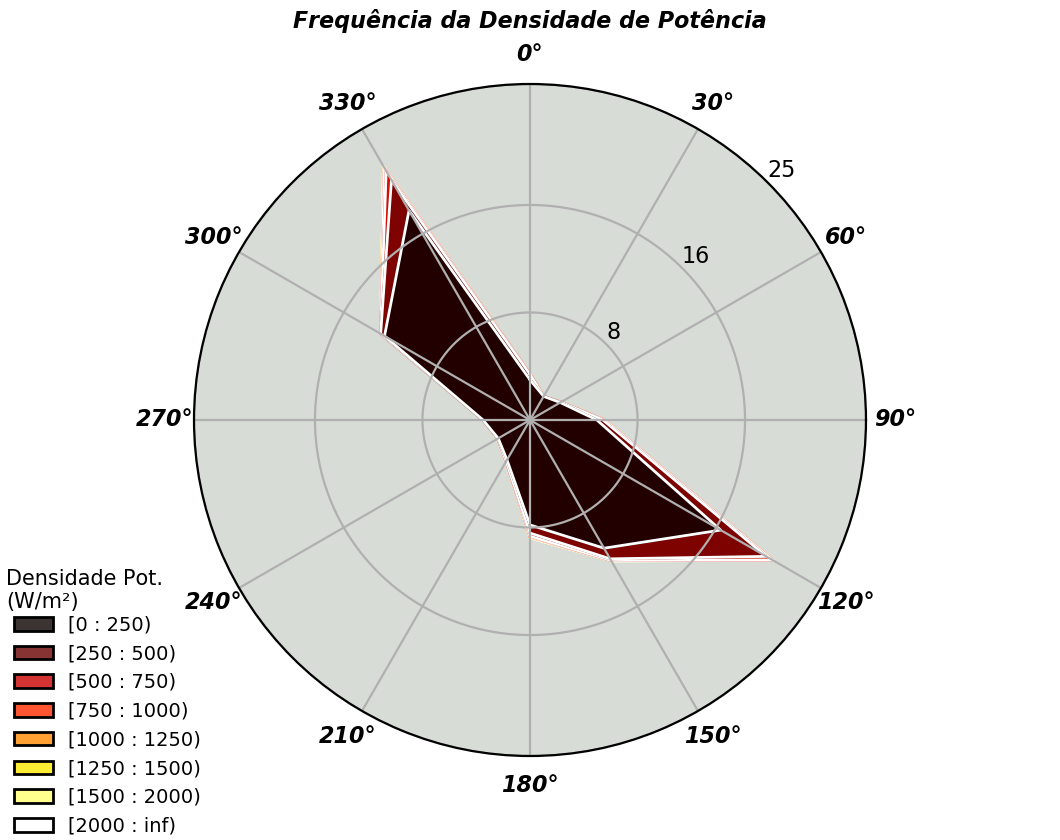 Frequência da Densidade de Potência
0°
330°
30°
25
300°
60°
16
8
270°
90°
Densidade Pot.
(W/m²)
240°
120°
[0 : 250)
[250 : 500)
[500 : 750)
[750 : 1000)
[1000 : 1250)
[1250 : 1500)
[1500 : 2000)
[2000 : inf)
210°
150°
180°